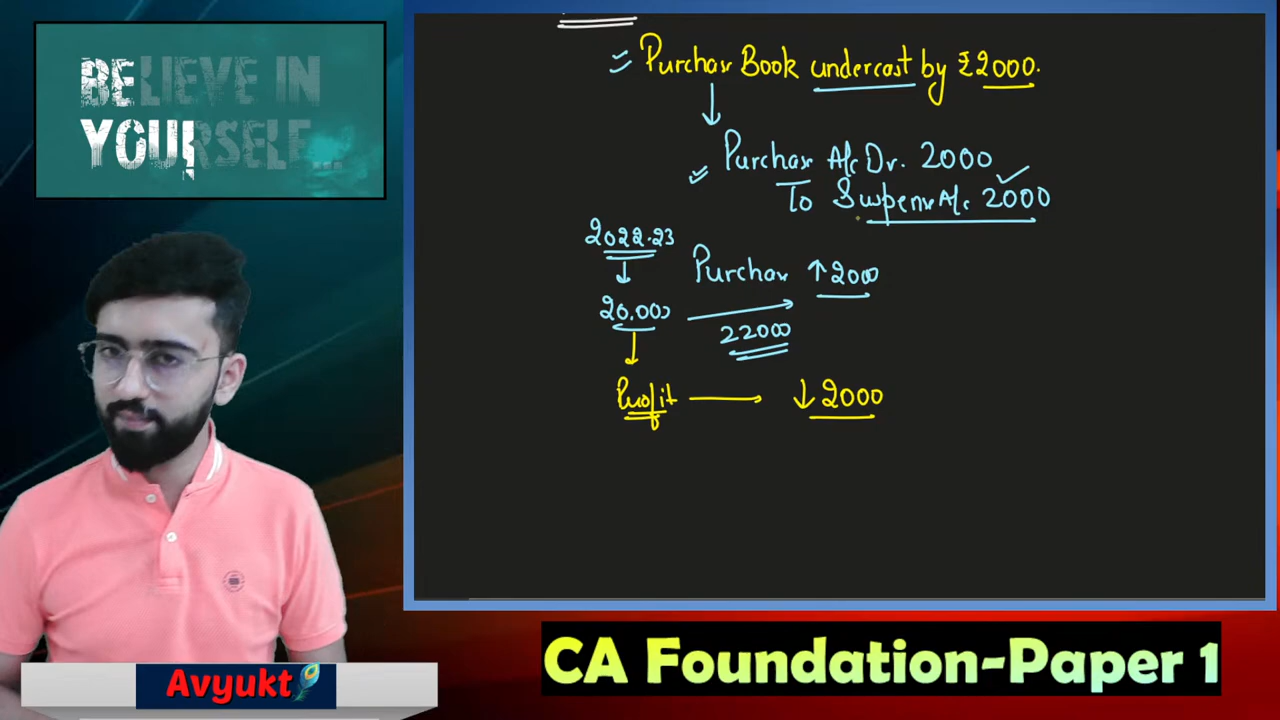 BELIEVE IN
YOURSELF...
Purchase Book undercast by ₹2000.
Purchase A/c Dr. 2000
To Suspense A/c 2000
2022-23
Purchase ↑ 2000
20,000
22000
Profit → ↓ 2000
Avyukt
CA Foundation-Paper 1